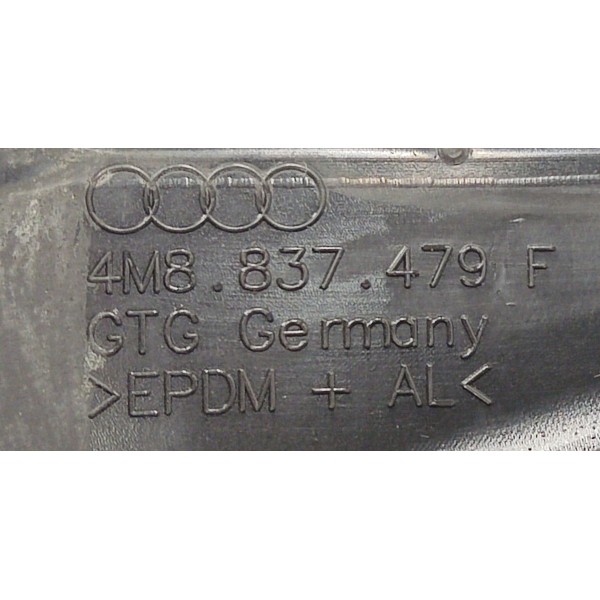 4M8.837.479 F
GTG Germany
>EPDM + AL<